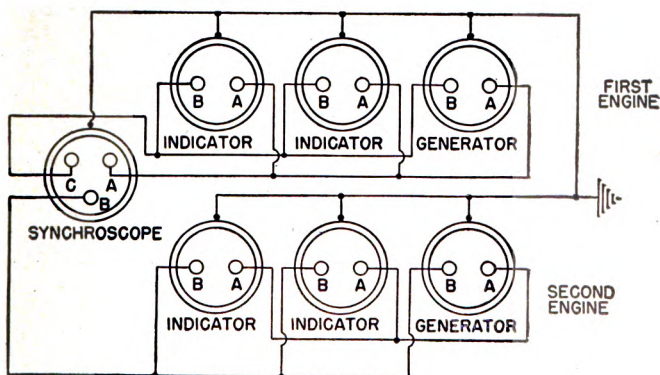 B A
B A
B A
FIRST
ENGINE
INDICATOR
INDICATOR
GENERATOR
C A
B
SYNCHROSCOPE
B A
B A
B A
SECOND
ENGINE
INDICATOR
INDICATOR
GENERATOR